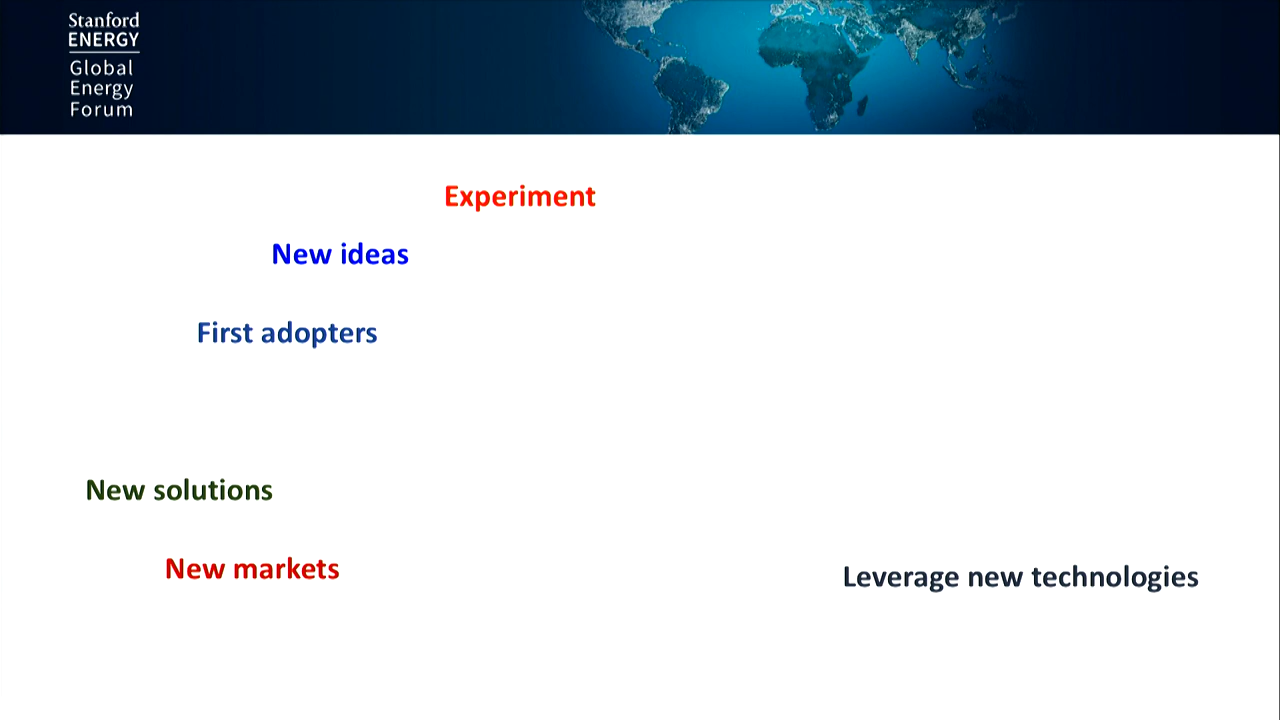 Stanford
ENERGY
Global
Energy
Forum
Experiment
New ideas
First adopters
New solutions
New markets
Leverage new technologies